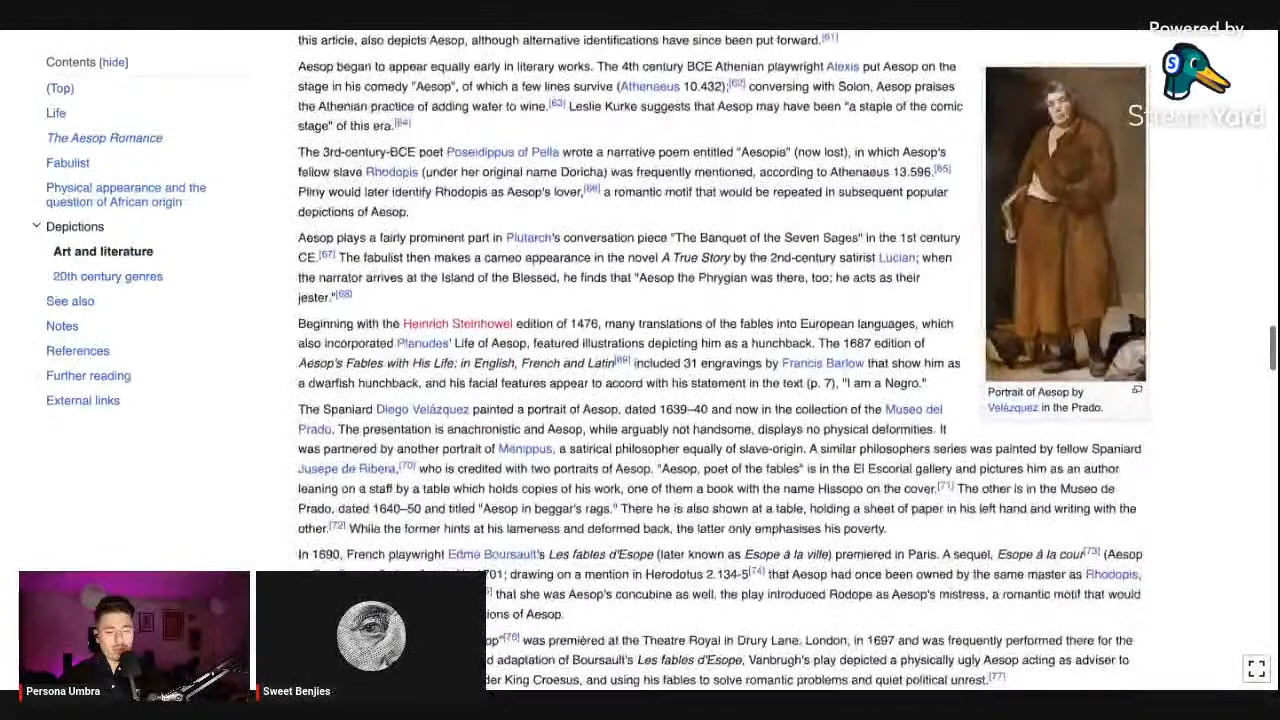 this article, also depicts Aesop, although alternative identifications have since been put forward.[61]
Powered by
StreamYard
Contents [hide]
(Top)
Life
The Aesop Romance
Fabulist
Physical appearance and the
question of African origin
Depictions
Art and literature
20th century genres
See also
Notes
References
Further reading
External links
Aesop began to appear equally early in literary works. The 4th century BCE Athenian playwright Alexis put Aesop on the
stage in his comedy "Aesop", of which a few lines survive (Athenaeus 10.432);[62] conversing with Solon, Aesop praises
the Athenian practice of adding water to wine.[63] Leslie Kurke suggests that Aesop may have been "a staple of the comic
stage" of this era.[64]
The 3rd-century-BCE poet Poseidippus of Pella wrote a narrative poem entitled "Aesopia" (now lost), in which Aesop's
fellow slave Rhodopis (under her original name Doricha) was frequently mentioned, according to Athenaeus 13.596.[65]
Pliny would later identify Rhodopis as Aesop's lover,[66] a romantic motif that would be repeated in subsequent popular
depictions of Aesop.
Aesop plays a fairly prominent part in Plutarch's conversation piece "The Banquet of the Seven Sages" in the 1st century
CE.[67] The fabulist then makes a cameo appearance in the novel A True Story by the 2nd-century satirist Lucian; when
the narrator arrives at the Island of the Blessed, he finds that "Aesop the Phrygian was there, too; he acts as their
jester."[68]
Beginning with the Heinrich Steinhowel edition of 1476, many translations of the fables into European languages, which
also incorporated Planudes' Life of Aesop, featured illustrations depicting him as a hunchback. The 1687 edition of
Aesop's Fables with His Life: in English, French and Latin[69] included 31 engravings by Francis Barlow that show him as
a dwarfish hunchback, and his facial features appear to accord with his statement in the text (p. 7), "I am a Negro."
Portrait of Aesop by
Velázquez in the Prado.
The Spaniard Diego Velázquez painted a portrait of Aesop, dated 1639–40 and now in the collection of the Museo del
Prado. The presentation is anachronistic and Aesop, while arguably not handsome, displays no physical deformities. It
was partnered by another portrait of Menippus, a satirical philosopher equally of slave-origin. A similar philosophers series was painted by fellow Spaniard
Jusepe de Ribera,[70] who is credited with two portraits of Aesop. "Aesop, poet of the fables" is in the El Escorial gallery and pictures him as an author
leaning on a staff by a table which holds copies of his work, one of them a book with the name Hissopo on the cover.[71] The other is in the Museo de
Prado, dated 1640–50 and titled "Aesop in beggar's rags." There he is also shown at a table, holding a sheet of paper in his left hand and writing with the
other.[72] While the former hints at his lameness and deformed back, the latter only emphasises his poverty.
In 1690, French playwright Edmé Boursault's Les fables d'Esope (later known as Esope à la ville) premiered in Paris. A sequel, Esope à la cour[73] (Aesop
701; drawing on a mention in Herodotus 2.134-5[74] that Aesop had once been owned by the same master as Rhodopis,
that she was Aesop's concubine as well, the play introduced Rodope as Aesop's mistress, a romantic motif that would
ions of Aesop.
op"[76] was premièred at the Theatre Royal in Drury Lane, London, in 1697 and was frequently performed there for the
d adaptation of Boursault's Les fables d'Esope, Vanbrugh's play depicted a physically ugly Aesop acting as adviser to
der King Croesus, and using his fables to solve romantic problems and quiet political unrest.[77]
Persona Umbra
Sweet Benjies